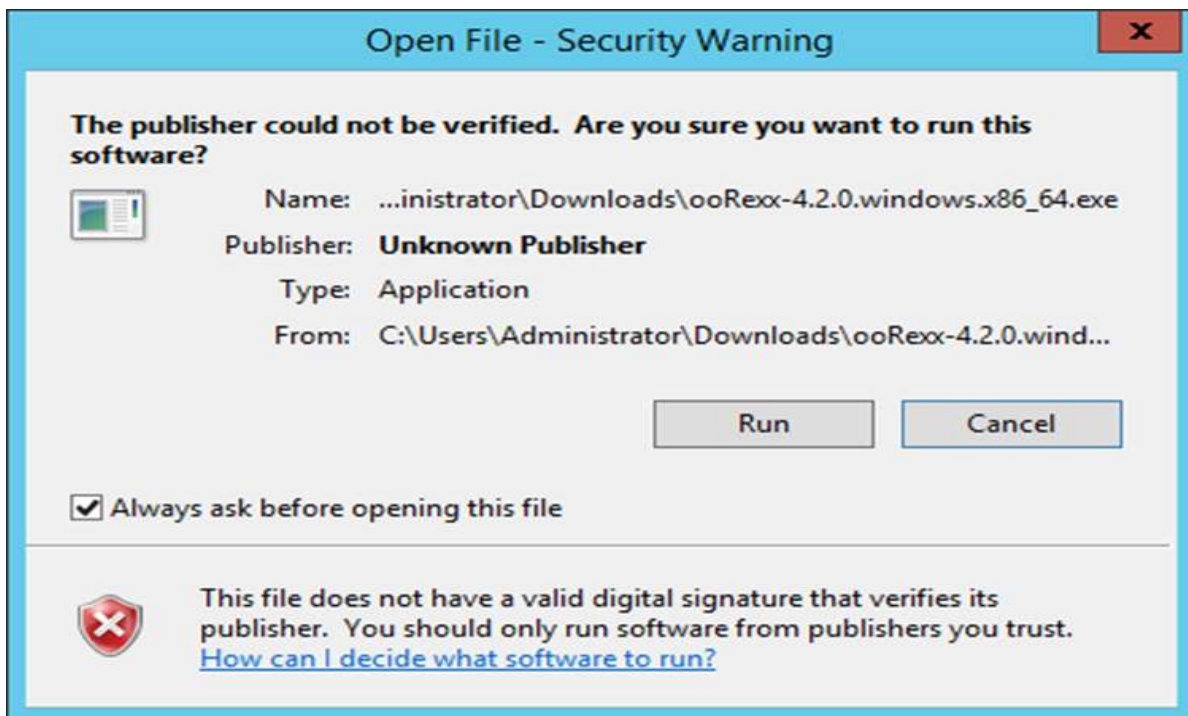 Open File - Security Warning
x
The publisher could not be verified.  Are you sure you want to run this
software?
Name: ...inistrator\Downloads\ooRexx-4.2.0.windows.x86_64.exe
Publisher: Unknown Publisher
Type: Application
From: C:\Users\Administrator\Downloads\ooRexx-4.2.0.wind...
Run Cancel
Always ask before opening this file
This file does not have a valid digital signature that verifies its
publisher.  You should only run software from publishers you trust.
How can I decide what software to run?